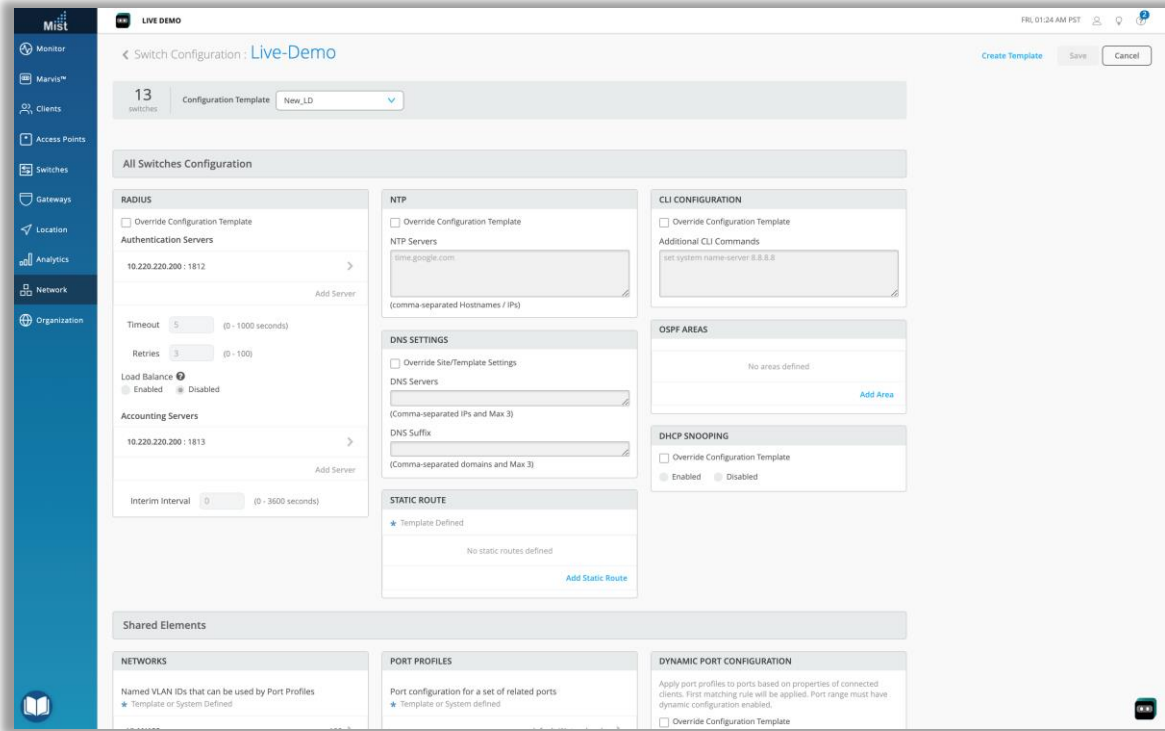 Mist
LIVE DEMO
FRI, 01:24 AM PST
2
Monitor
Marvis™
Clients
Access Points
Switches
Gateways
Location
Analytics
Network
Organization
< Switch Configuration : Live-Demo
Create Template
Save
Cancel
13
switches
Configuration Template
New_LD
All Switches Configuration
RADIUS
Override Configuration Template
Authentication Servers
10.220.220.200 : 1812
Add Server
Timeout 5 (0 - 1000 seconds)
Retries 3 (0 - 100)
Load Balance ?
Enabled Disabled
Accounting Servers
10.220.220.200 : 1813
Add Server
Interim Interval 0 (0 - 3600 seconds)
NTP
Override Configuration Template
NTP Servers
time.google.com
(comma-separated Hostnames / IPs)
DNS SETTINGS
Override Site/Template Settings
DNS Servers
(Comma-separated IPs and Max 3)
DNS Suffix
(Comma-separated domains and Max 3)
STATIC ROUTE
★ Template Defined
No static routes defined
Add Static Route
CLI CONFIGURATION
Override Configuration Template
Additional CLI Commands
set system name-server 8.8.8.8
OSPF AREAS
No areas defined
Add Area
DHCP SNOOPING
Override Configuration Template
Enabled Disabled
Shared Elements
NETWORKS
Named VLAN IDs that can be used by Port Profiles
★ Template or System Defined
PORT PROFILES
Port configuration for a set of related ports
★ Template or System defined
DYNAMIC PORT CONFIGURATION
Apply port profiles to ports based on properties of connected
clients. First matching rule will be applied. Port range must have
dynamic configuration enabled.
Override Configuration Template